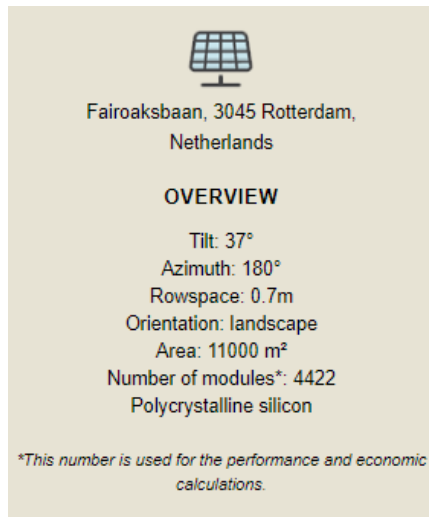 Fairoaksbaan, 3045 Rotterdam,
Netherlands
OVERVIEW
Tilt: 37°
Azimuth: 180°
Rowspace: 0.7m
Orientation: landscape
Area: 11000 m²
Number of modules*: 4422
Polycrystalline silicon
*This number is used for the performance and economic
calculations.